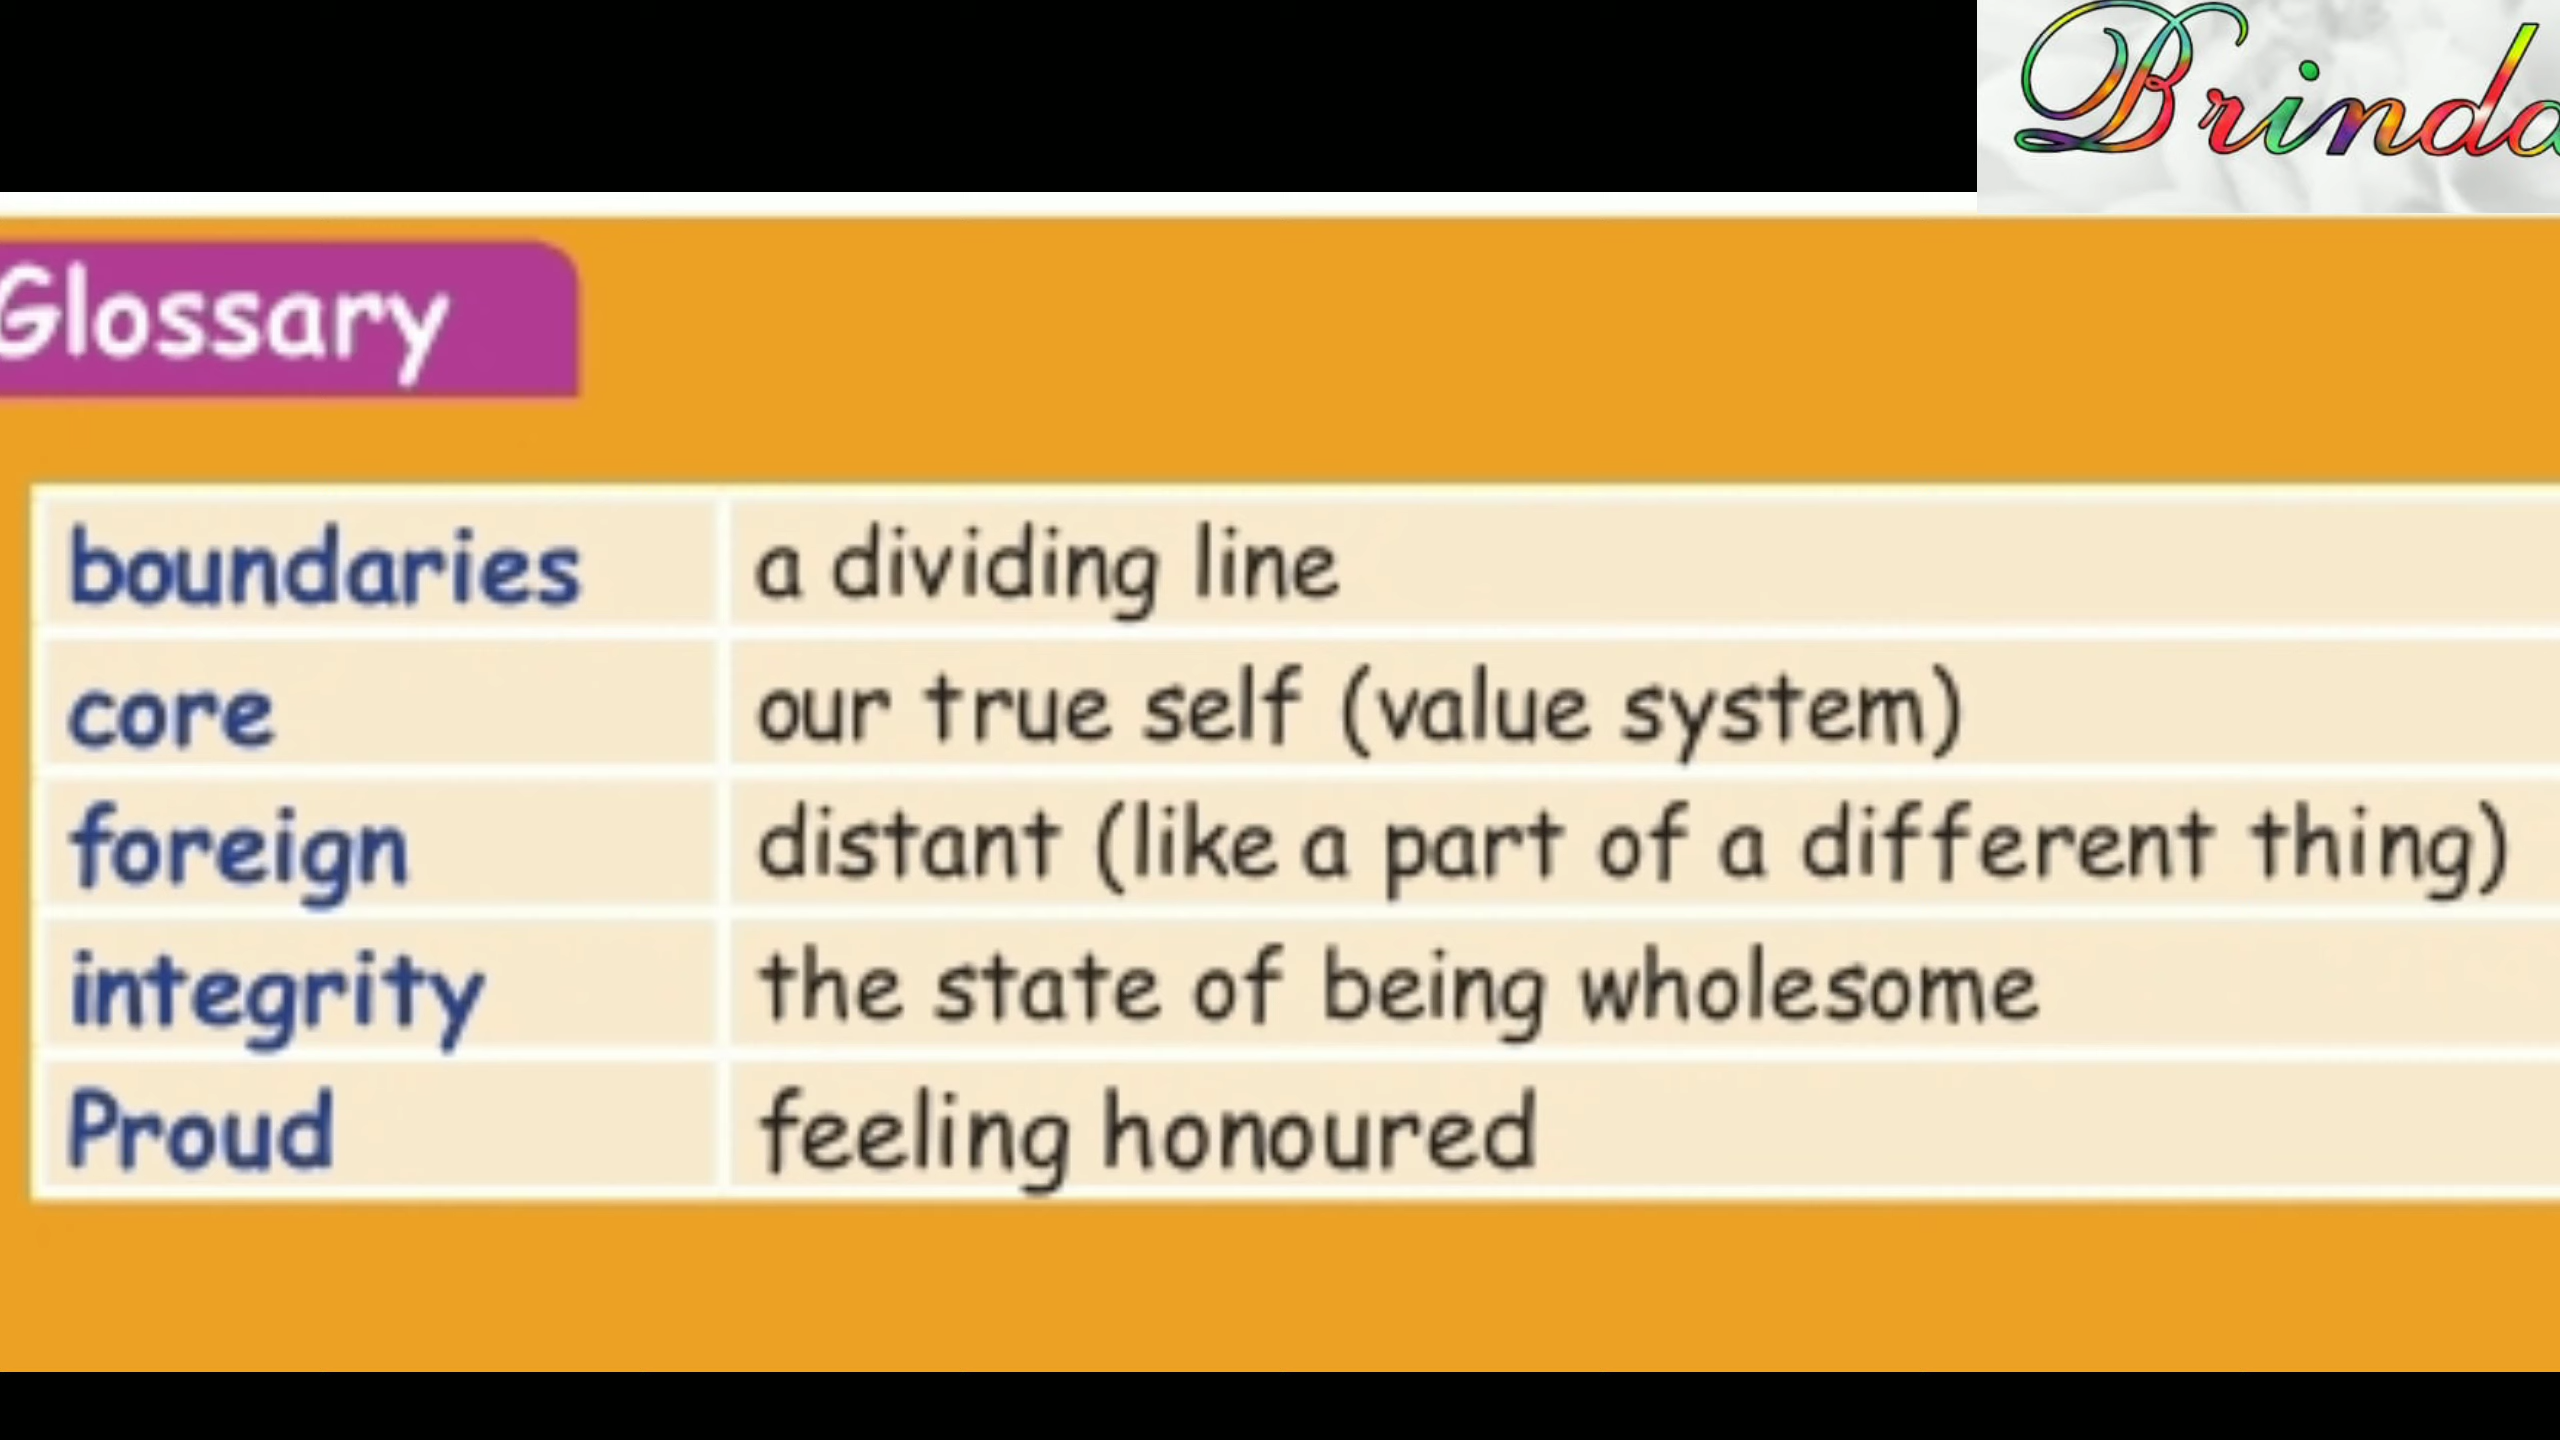 Brinda
Glossary
boundaries a dividing line
core our true self (value system)
foreign distant (like a part of a different thing)
integrity the state of being wholesome
Proud feeling honoured